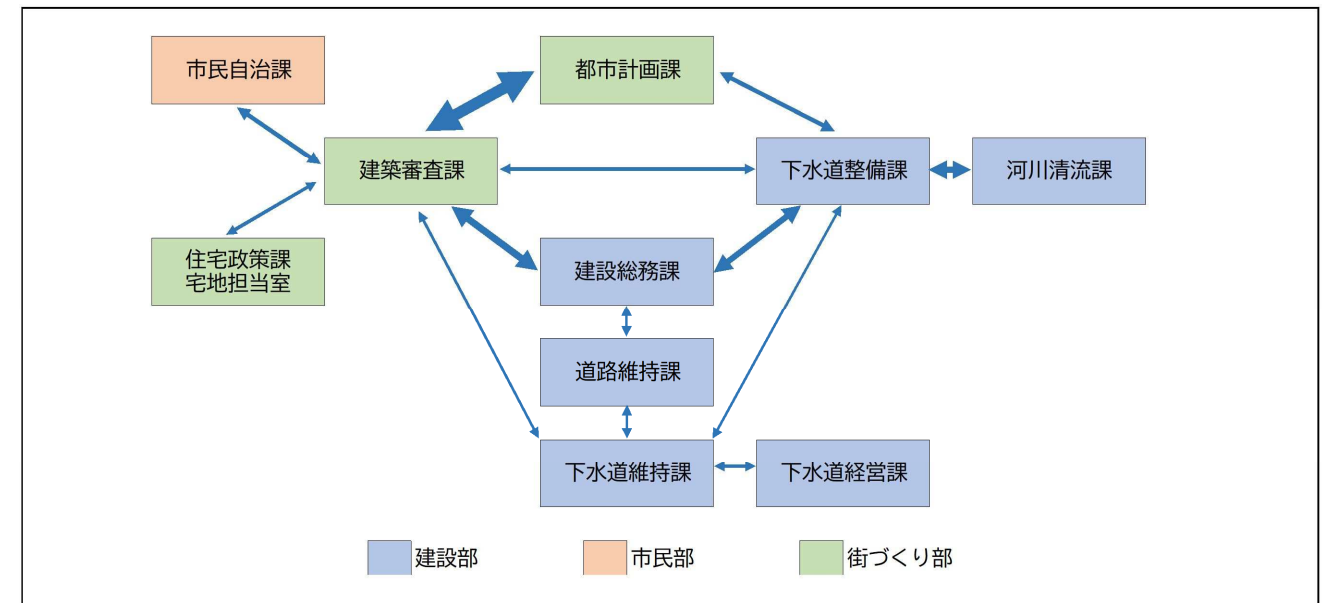 市民自治課
都市計画課
建築審査課
下水道整備課
河川清流課
住宅政策課
宅地担当室
建設総務課
道路維持課
下水道維持課
下水道経営課
建設部
市民部
街づくり部